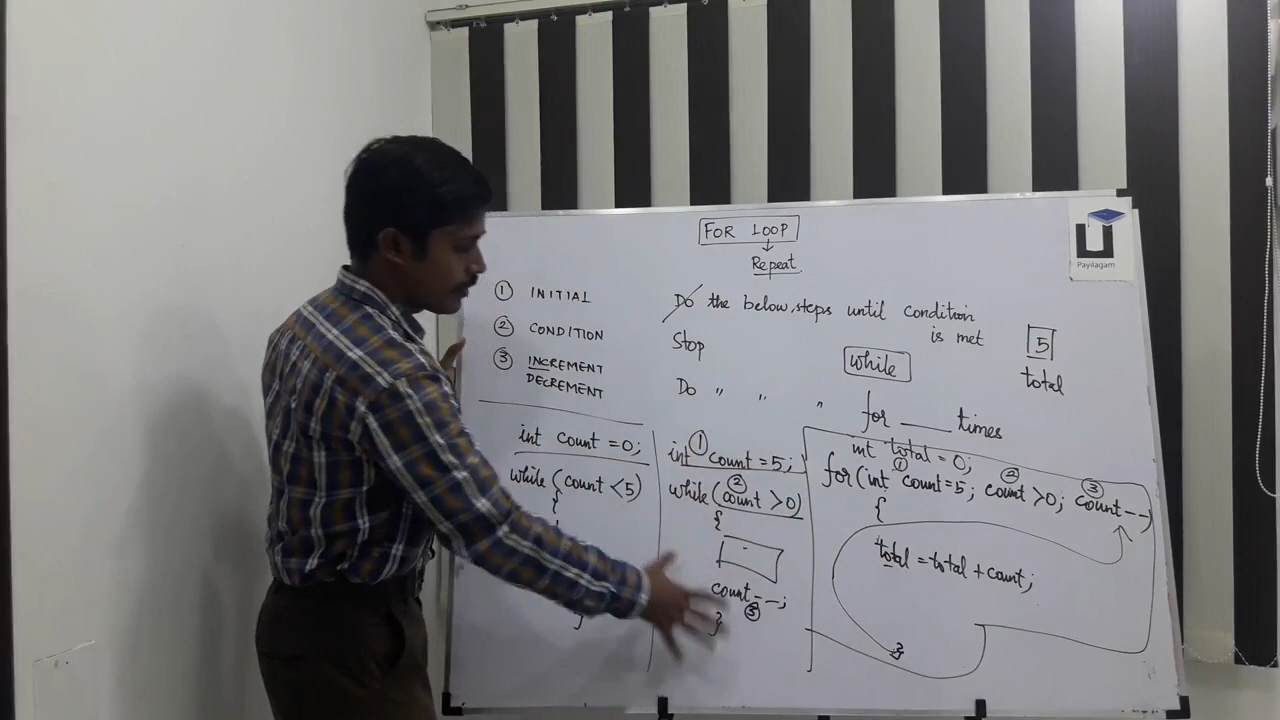 FOR LOOP
Repeat
Payilagam
① INITIAL
② CONDITION
③ INCREMENT
DECREMENT
Do the below steps until condition
is met
Stop
while
Do " " "
for ____ times
5
total
int count = 0;
while (count < 5)
{
}
① int count = 5;
② while (count > 0)
{
count--;
③
}
int total = 0;
① ② ③
for (int count = 5; count > 0; count--)
{
total = total + count;
}